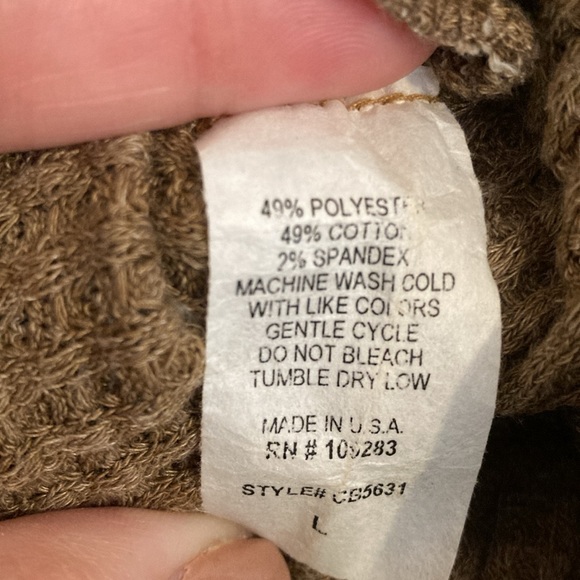 49% POLYESTER
49% COTTON
2% SPANDEX
MACHINE WASH COLD
WITH LIKE COLORS
GENTLE CYCLE
DO NOT BLEACH
TUMBLE DRY LOW
MADE IN U.S.A.
RN #
STYLE# CB5631
L